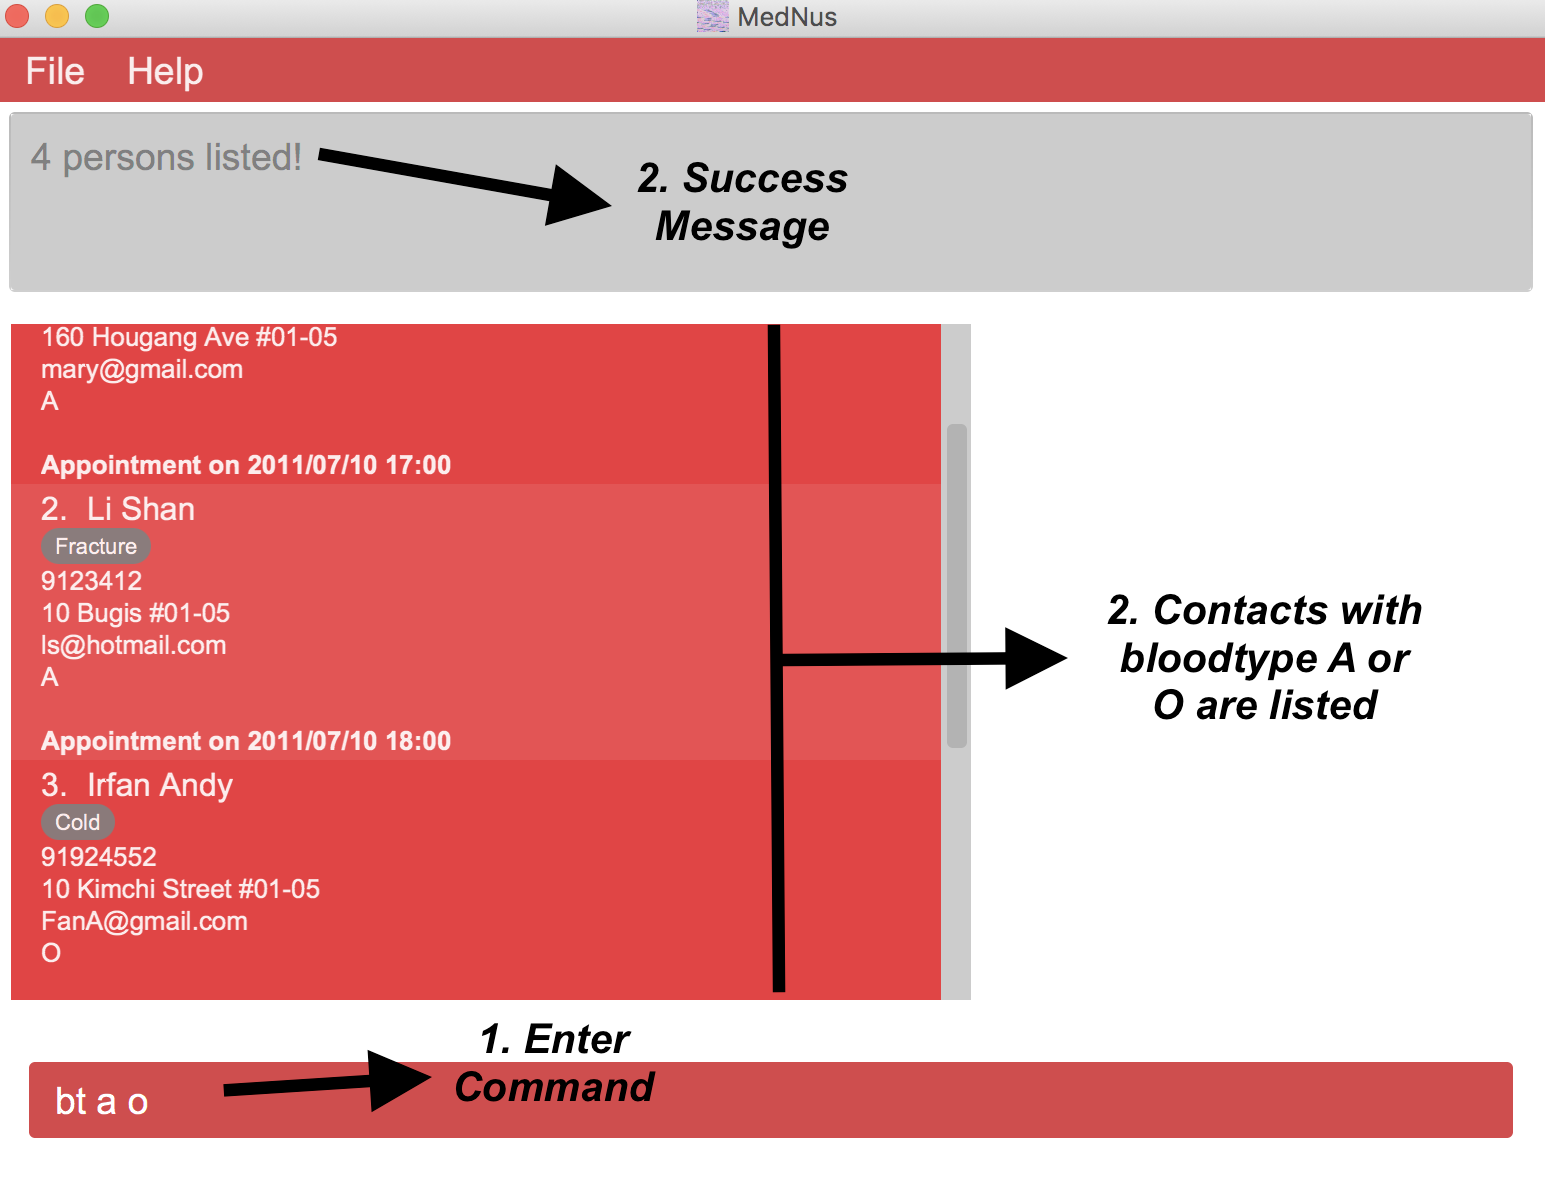 MedNus
File Help
4 persons listed!
2. Success
Message
160 Hougang Ave #01-05
mary@gmail.com
A
Appointment on 2011/07/10 17:00
2. Li Shan
Fracture
9123412
10 Bugis #01-05
ls@hotmail.com
A
Appointment on 2011/07/10 18:00
3. Irfan Andy
Cold
91924552
10 Kimchi Street #01-05
FanA@gmail.com
O
2. Contacts with
bloodtype A or
O are listed
1. Enter
Command
bt a o